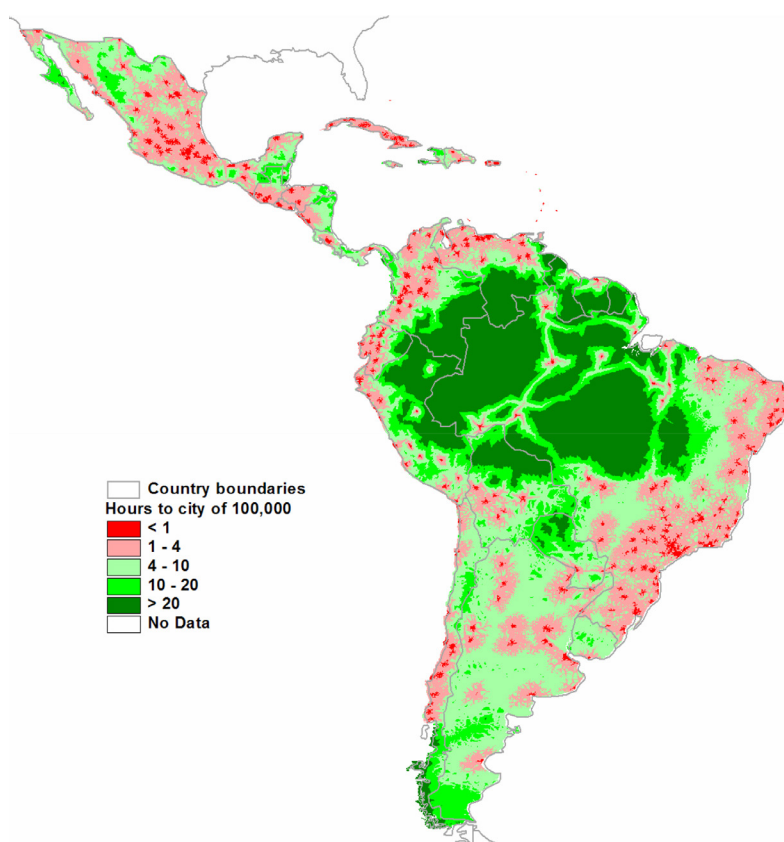 Country boundaries
Hours to city of 100,000
< 1
1 - 4
4 - 10
10 - 20
> 20
No Data